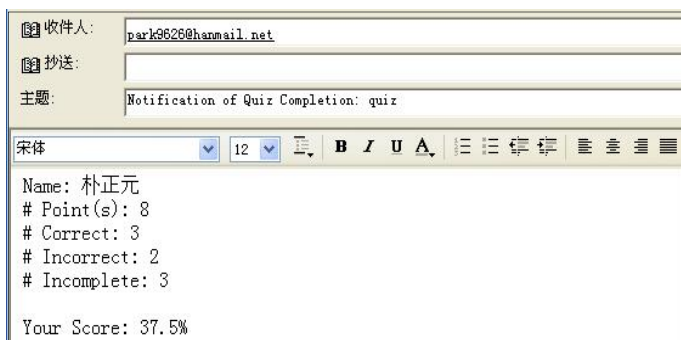 收件人: park9626@hanmail.net
抄送:
主题: Notification of Quiz Completion: quiz
宋体 12 B I U A
Name: 朴正元
# Point(s): 8
# Correct: 3
# Incorrect: 2
# Incomplete: 3
Your Score: 37.5%